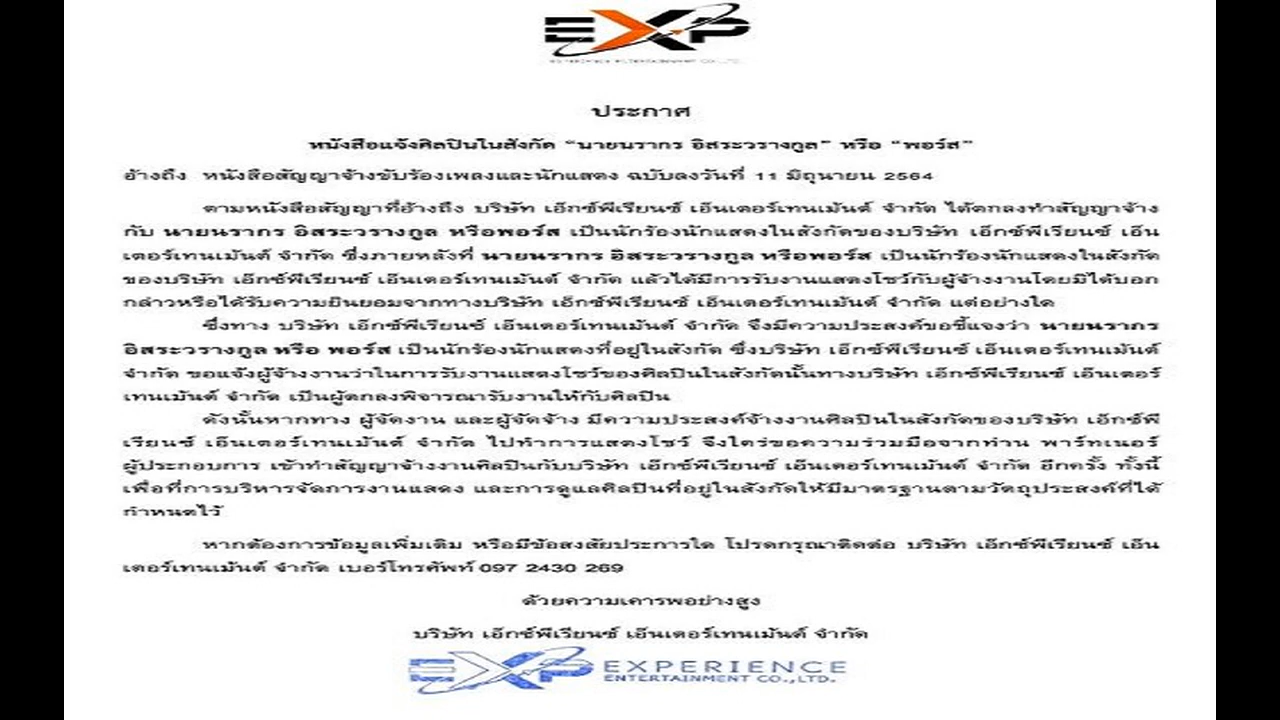 EXP
ประกาศ
หนังสือแจ้งศิลปินในสังกัด “นายนรากร อิสระวรางกูล” หรือ “พอร์ส”
อ้างถึง หนังสือสัญญาจ้างขับร้องเพลงและนักแสดง ฉบับลงวันที่ 11 มิถุนายน 2564
ตามหนังสือสัญญาที่อ้างถึง บริษัท เอ็กซ์พีเรียนซ์ เอ็นเตอร์เทนเม้นต์ จำกัด ได้ตกลงทำสัญญาจ้าง
กับ นายนรากร อิสระวรางกูล หรือพอร์ส เป็นนักร้องนักแสดงในสังกัดของบริษัท เอ็กซ์พีเรียนซ์ เอ็น
เตอร์เทนเม้นต์ จำกัด ซึ่งภายหลังที่ นายนรากร อิสระวรางกูล หรือพอร์ส เป็นนักร้องนักแสดงในสังกัด
ของบริษัท เอ็กซ์พีเรียนซ์ เอ็นเตอร์เทนเม้นต์ จำกัด แล้วได้มีการรับงานแสดงโชว์กับผู้จ้างงานโดยมิได้บอก
กล่าวหรือได้รับความยินยอมจากทางบริษัท เอ็กซ์พีเรียนซ์ เอ็นเตอร์เทนเม้นต์ จำกัด แต่อย่างใด
ซึ่งทาง บริษัท เอ็กซ์พีเรียนซ์ เอ็นเตอร์เทนเม้นต์ จำกัด จึงมีความประสงค์ขอชี้แจงว่า นายนรากร
อิสระวรางกูล หรือ พอร์ส เป็นนักร้องนักแสดงที่อยู่ในสังกัด ซึ่งบริษัท เอ็กซ์พีเรียนซ์ เอ็นเตอร์เทนเม้นต์
จำกัด ขอแจ้งผู้จ้างงานว่าในการรับงานแสดงโชว์ของศิลปินในสังกัดนั้นทางบริษัท เอ็กซ์พีเรียนซ์ เอ็นเตอร์
เทนเม้นต์ จำกัด เป็นผู้ตกลงพิจารณารับงานให้กับศิลปิน
ดังนั้นหากทาง ผู้จัดงาน และผู้จัดจ้าง มีความประสงค์จ้างงานศิลปินในสังกัดของบริษัท เอ็กซ์พี
เรียนซ์ เอ็นเตอร์เทนเม้นต์ จำกัด ไปทำการแสดงโชว์ จึงใคร่ขอความร่วมมือจากท่าน พาร์ทเนอร์
ผู้ประกอบการ เข้าทำสัญญาจ้างงานศิลปินกับบริษัท เอ็กซ์พีเรียนซ์ เอ็นเตอร์เทนเม้นต์ จำกัด อีกครั้ง ทั้งนี้
เพื่อที่การบริหารจัดการงานแสดง และการดูแลศิลปินที่อยู่ในสังกัดให้มีมาตรฐานตามวัตถุประสงค์ที่ได้
กำหนดไว้
หากต้องการข้อมูลเพิ่มเติม หรือมีข้อสงสัยประการใด โปรดกรุณาติดต่อ บริษัท เอ็กซ์พีเรียนซ์ เอ็น
เตอร์เทนเม้นต์ จำกัด เบอร์โทรศัพท์ 097 2430 269
ด้วยความเคารพอย่างสูง
บริษัท เอ็กซ์พีเรียนซ์ เอ็นเตอร์เทนเม้นต์ จำกัด
EXP EXPERIENCE
ENTERTAINMENT CO.,LTD.